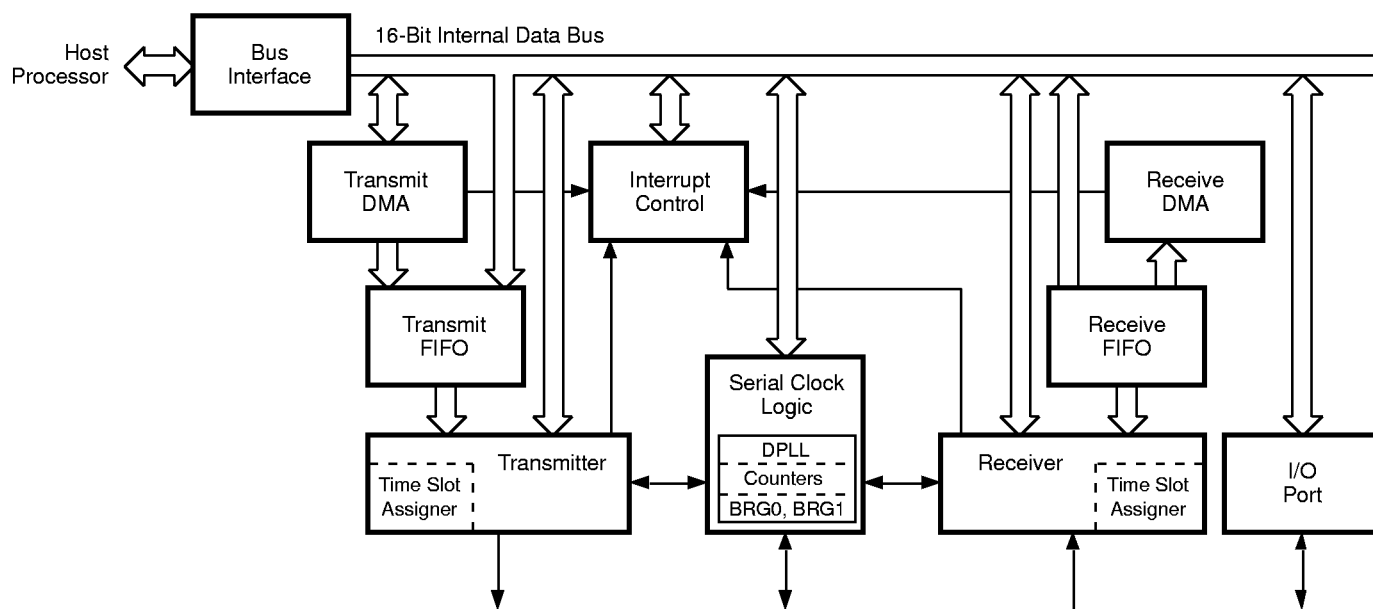 16-Bit Internal Data Bus
Host
Processor
Bus
Interface
Transmit
DMA
Interrupt
Control
Receive
DMA
Transmit
FIFO
Receive
FIFO
Serial Clock
Logic
DPLL
Counters
BRG0, BRG1
Transmitter
Time Slot
Assigner
Receiver
Time Slot
Assigner
I/O
Port